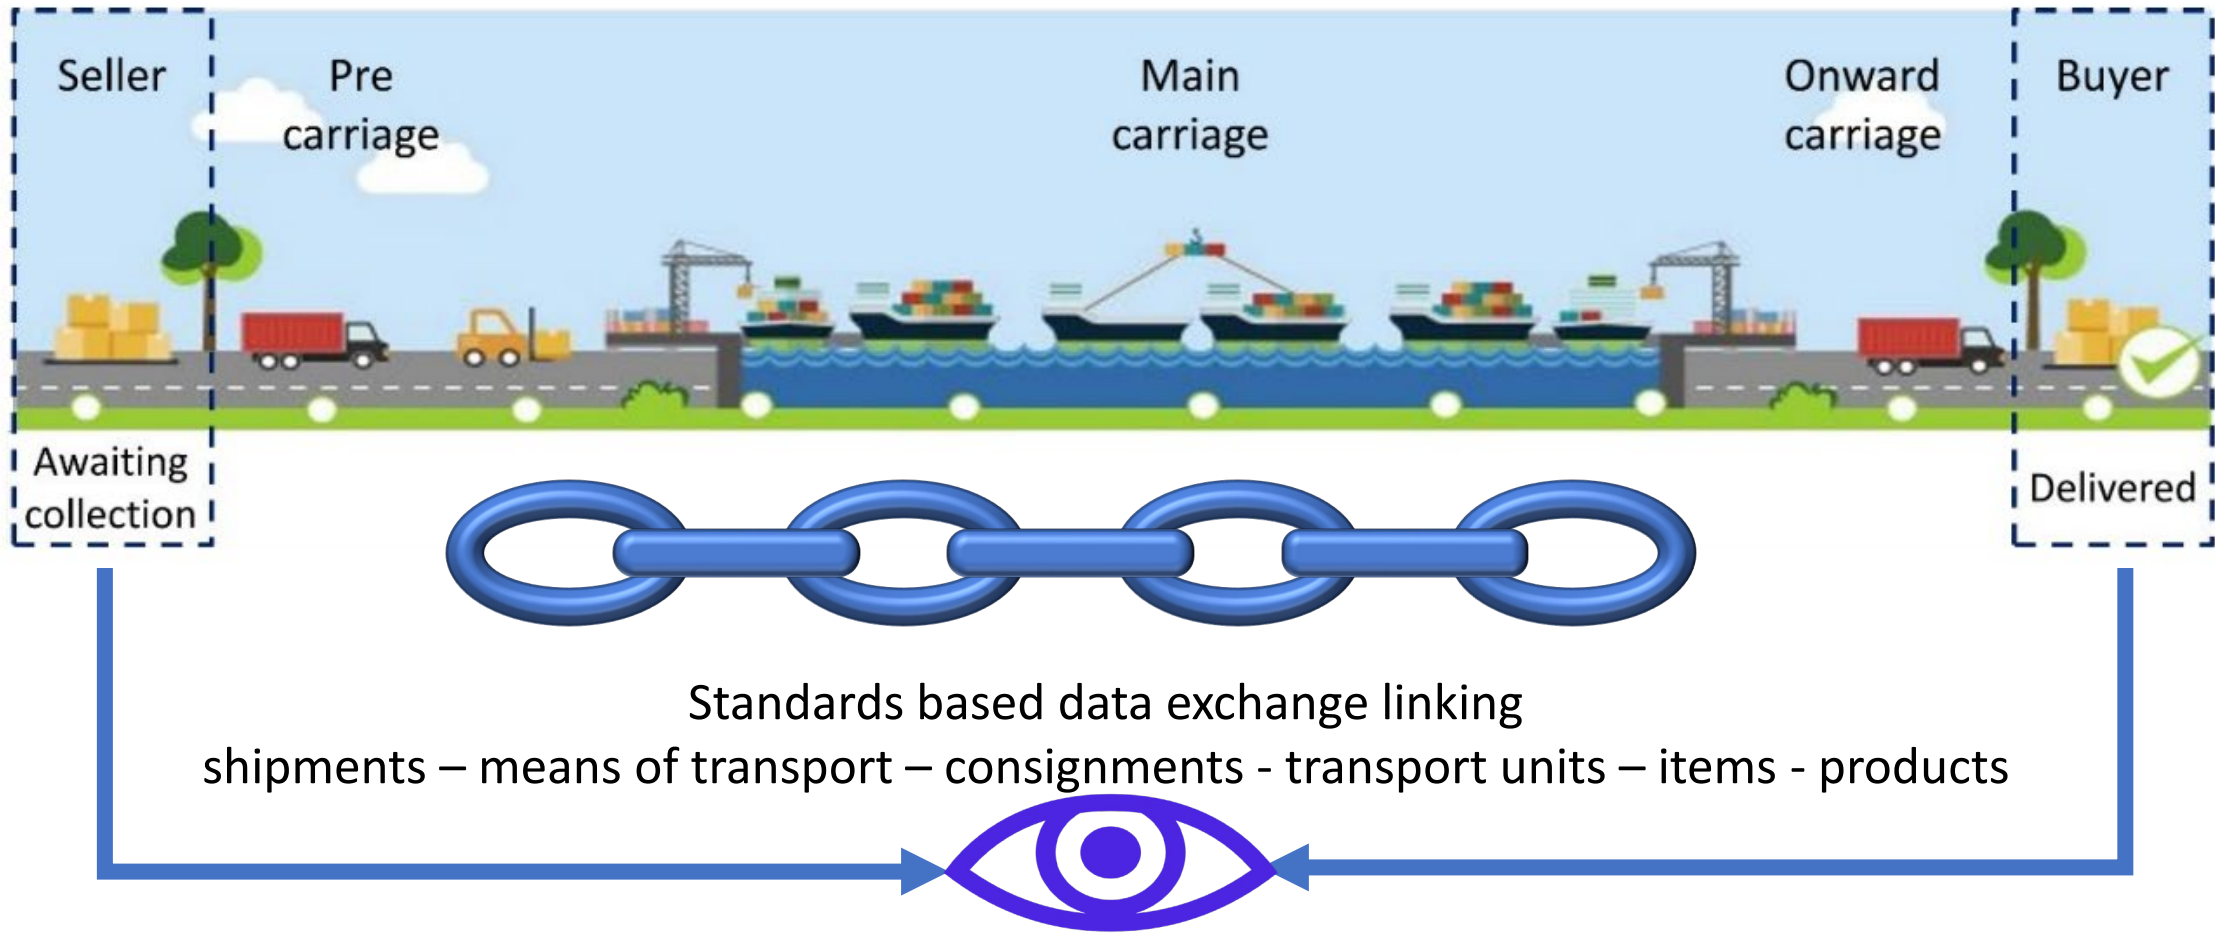 Seller
Pre
carriage
Main
carriage
Onward
carriage
Buyer
Awaiting
collection
Delivered
Standards based data exchange linking
shipments – means of transport – consignments - transport units – items - products